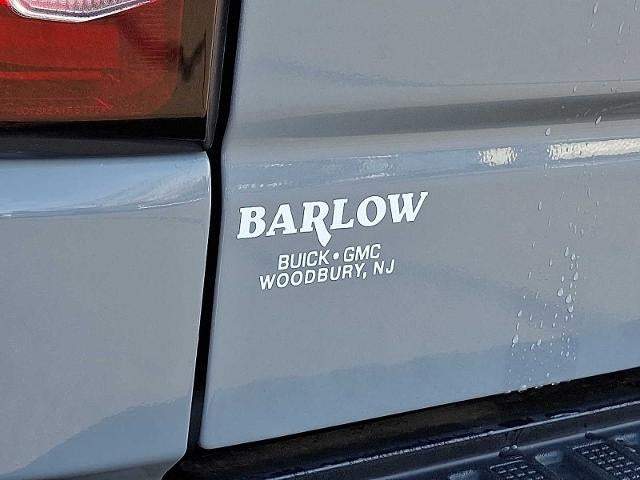 BARLOW
BUICK • GMC
WOODBURY, NJ